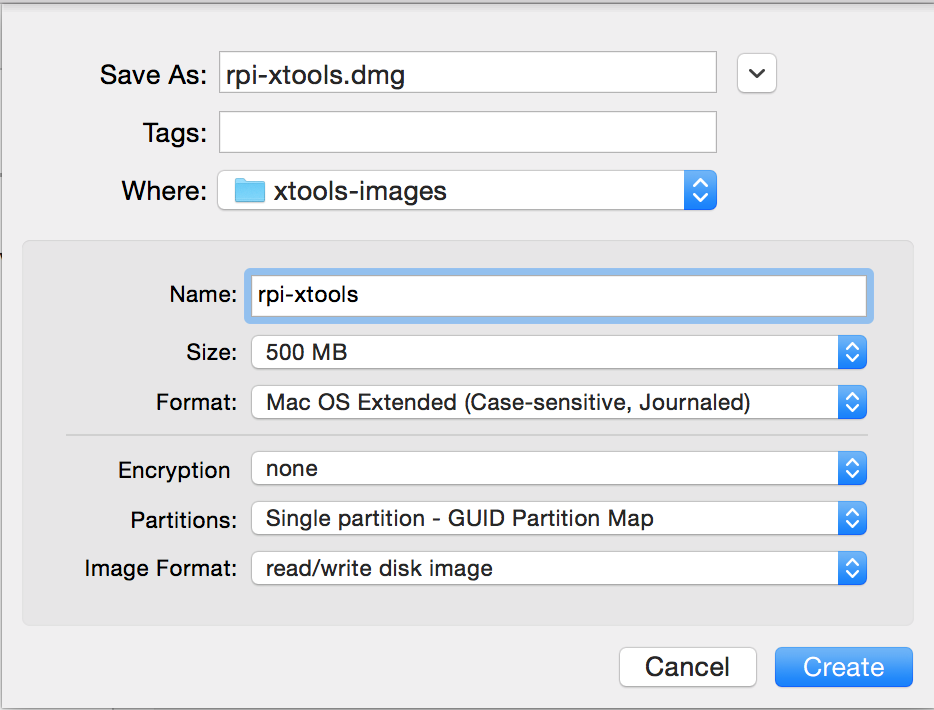 Save As: rpi-xtools.dmg
Tags:
Where: xtools-images
Name: rpi-xtools
Size: 500 MB
Format: Mac OS Extended (Case-sensitive, Journaled)
Encryption none
Partitions: Single partition - GUID Partition Map
Image Format: read/write disk image
Cancel Create